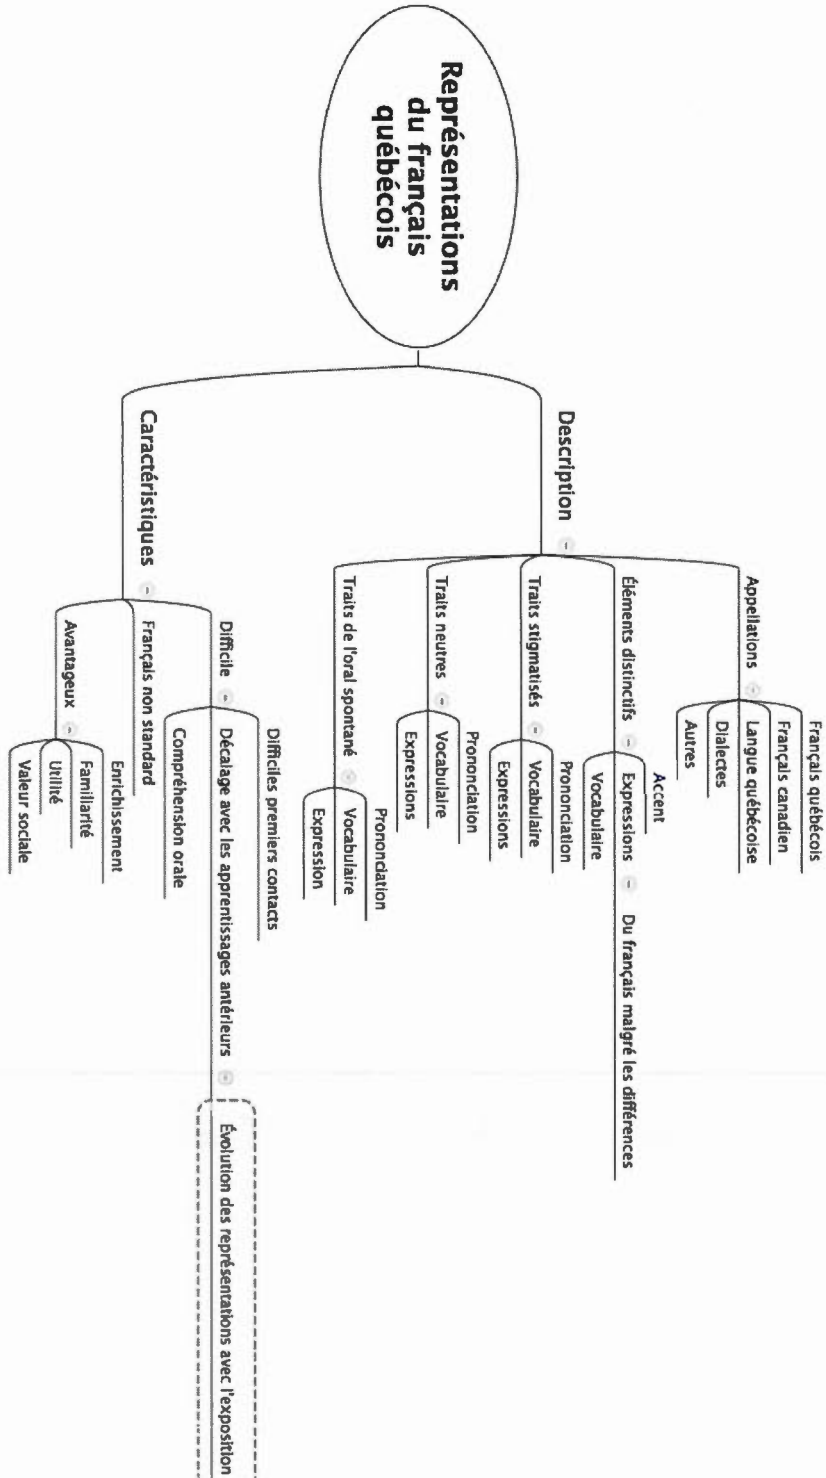 Représentations
du français
québécois
Description
Appellations
Français québécois
Français canadien
Langue québécoise
Dialectes
Autres
Éléments distinctifs
Accent
Expressions
Du français malgré les différences
Vocabulaire
Traits stigmatisés
Prononciation
Vocabulaire
Expressions
Traits neutres
Prononciation
Vocabulaire
Expressions
Traits de l'oral spontané
Prononciation
Vocabulaire
Expression
Caractéristiques
Difficile
Difficiles premiers contacts
Décalage avec les apprentissages antérieurs
Évolution des représentations avec l'exposition
Compréhension orale
Français non standard
Avantageux
Enrichissement
Familiarité
Utilité
Valeur sociale